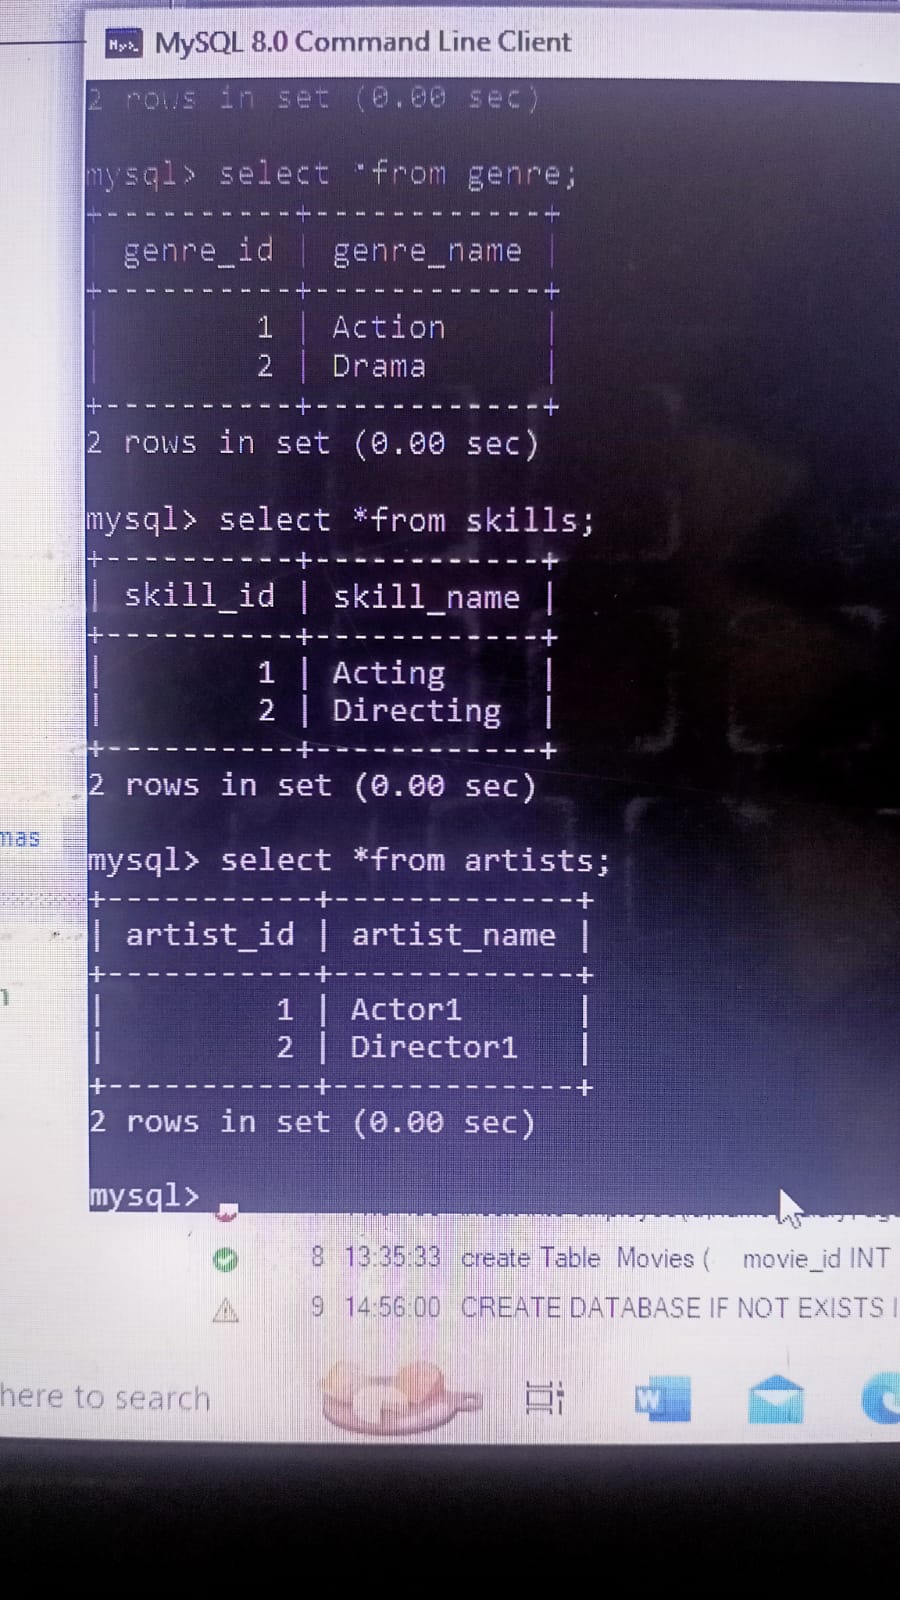 MySQL 8.0 Command Line Client
2 rows in set (0.00 sec)
mysql> select *from genre;
+----------+------------+
| genre_id | genre_name |
+----------+------------+
| 1 | Action |
| 2 | Drama |
+----------+------------+
2 rows in set (0.00 sec)
mysql> select *from skills;
+----------+------------+
| skill_id | skill_name |
+----------+------------+
| 1 | Acting |
| 2 | Directing |
+----------+------------+
2 rows in set (0.00 sec)
mysql> select *from artists;
+-----------+-------------+
| artist_id | artist_name |
+-----------+-------------+
| 1 | Actor1 |
| 2 | Director1 |
+-----------+-------------+
2 rows in set (0.00 sec)
mysql>
8 13:35:33 create Table Movies ( movie_id INT
9 14:56:00 CREATE DATABASE IF NOT EXISTS
here to search